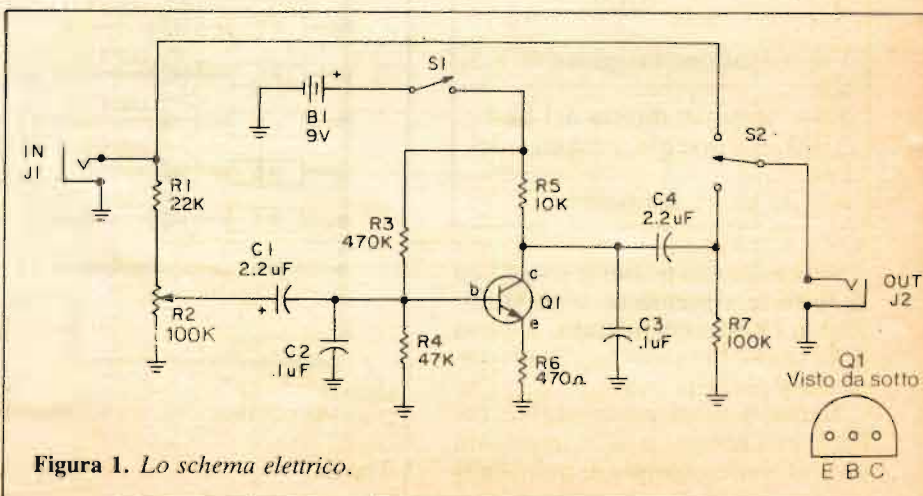 S1
+
B1
9V
IN
J1
R1
22K
S2
R5
10K
C4
2.2uF
R3
470K
C1
2.2uF
+
R2
100K
b
c
Q1
e
OUT
J2
C2
.1uF
R4
47K
R6
470Ω
C3
.1uF
R7
100K
Q1
Visto da sotto
E B C
Figura 1. Lo schema elettrico.